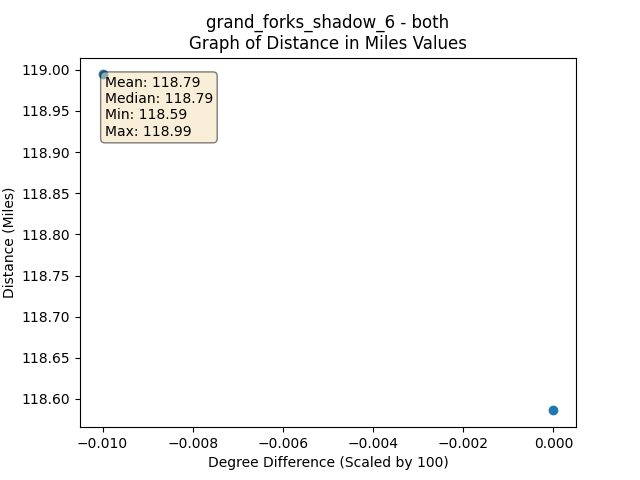 grand_forks_shadow_6 - both
Graph of Distance in Miles Values
Mean: 118.79
Median: 118.79
Min: 118.59
Max: 118.99
119.00
118.95
118.90
118.85
118.80
118.75
118.70
118.65
118.60
Distance (Miles)
−0.010 −0.008 −0.006 −0.004 −0.002 0.000
Degree Difference (Scaled by 100)